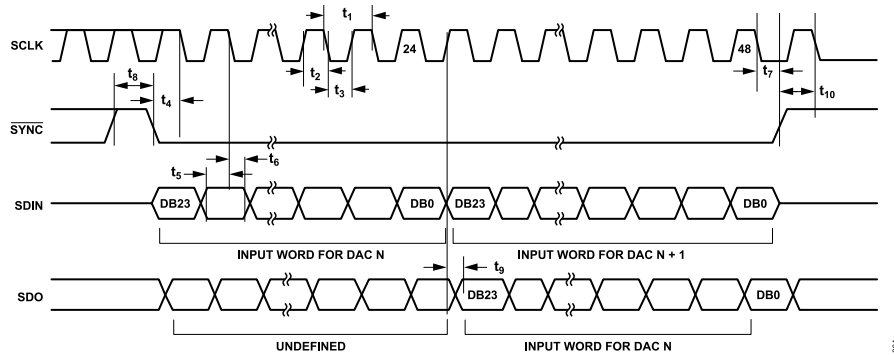 t1
SCLK
24
48
t2
t3
t7
t8
t4
t10
SYNC
t5
t6
SDIN
DB23
DB0
DB23
DB0
INPUT WORD FOR DAC N
INPUT WORD FOR DAC N + 1
t9
SDO
DB23
DB0
UNDEFINED
INPUT WORD FOR DAC N